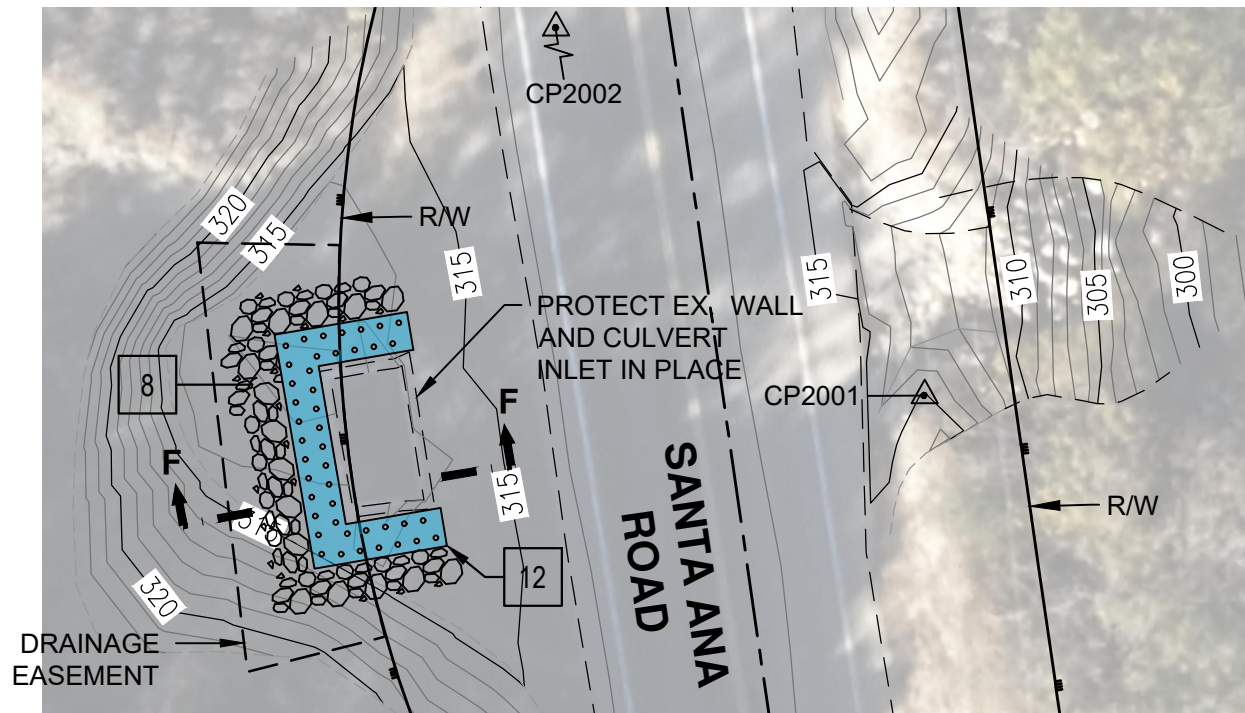 CP2002
320
315
R/W
315
315
310
305
300
PROTECT EX. WALL
AND CULVERT
INLET IN PLACE
8
CP2001
F
F
315
SANTA ANA
ROAD
R/W
12
320
DRAINAGE
EASEMENT